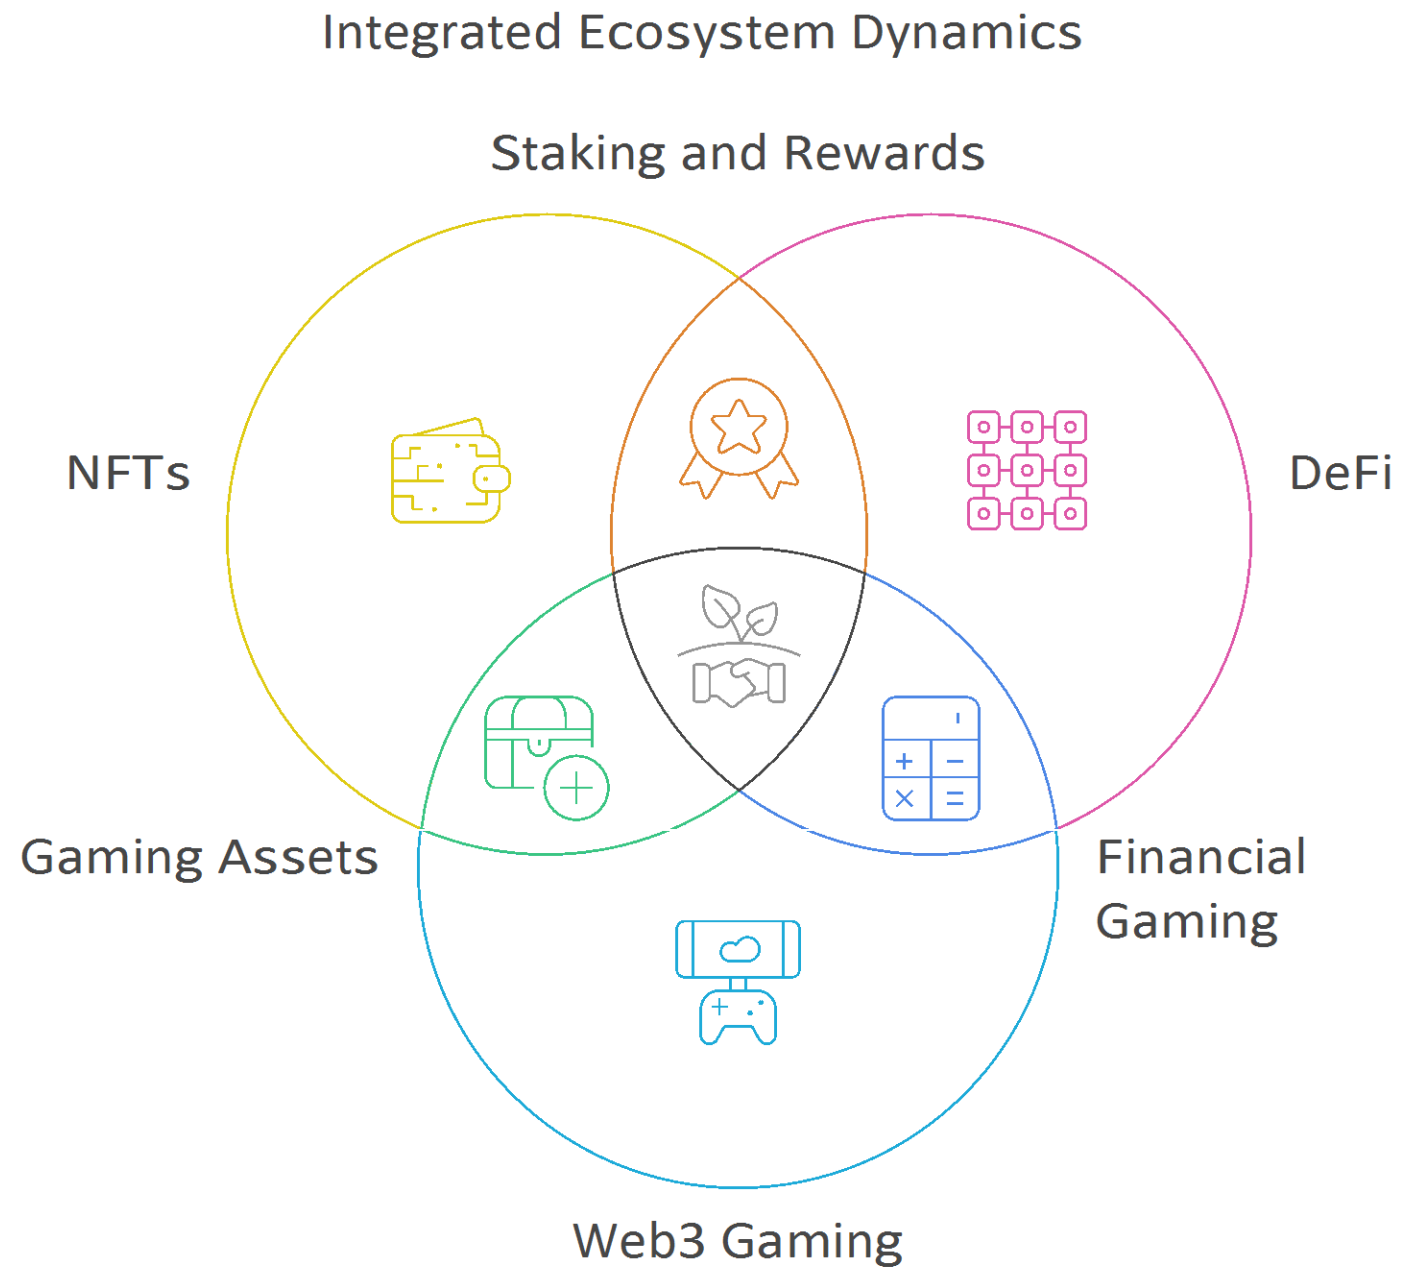 Integrated Ecosystem Dynamics
Staking and Rewards
NFTs
DeFi
Gaming Assets
Financial
Gaming
Web3 Gaming